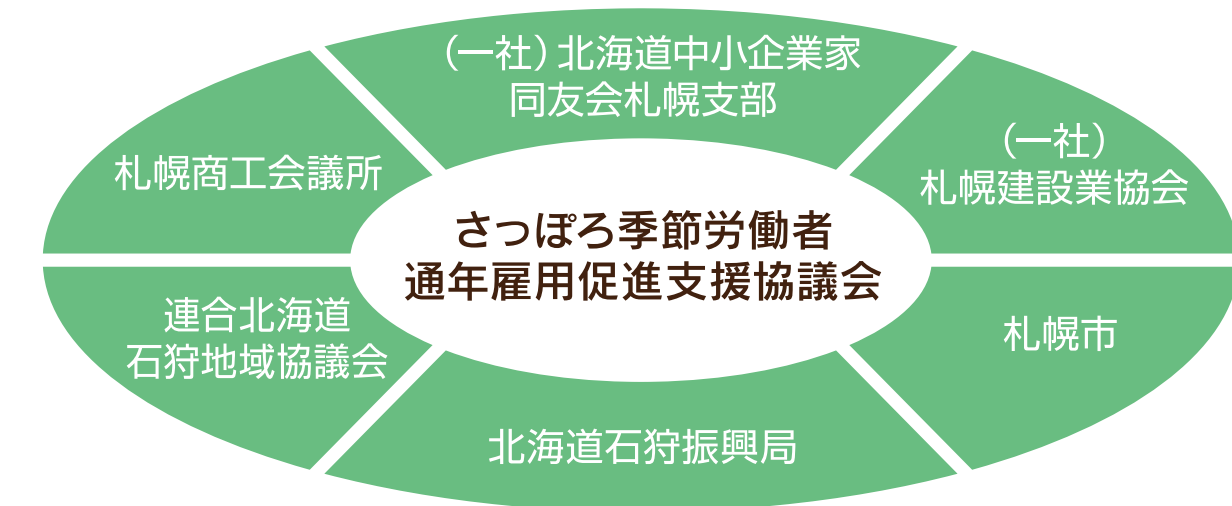 （一社）北海道中小企業家
同友会札幌支部
（一社）
札幌建設業協会
札幌商工会議所
さっぽろ季節労働者
通年雇用促進支援協議会
連合北海道
石狩地域協議会
札幌市
北海道石狩振興局